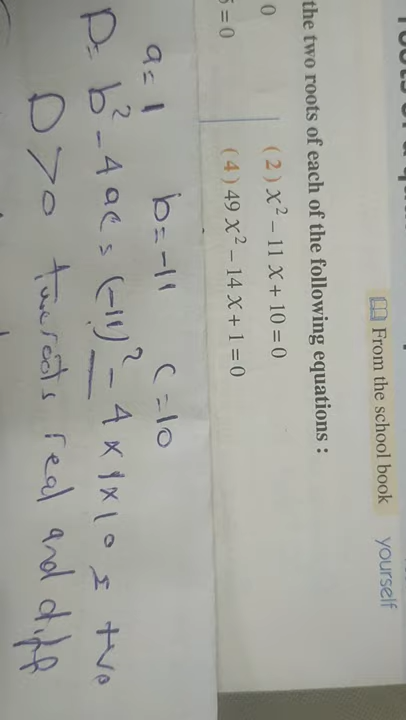 From the school book
yourself
the two roots of each of the following equations :
0
(2) x² – 11 x + 10 = 0
5 = 0
(4) 49 x² – 14 x + 1 = 0
a = 1 b = -11 c = 10
D = b² - 4ac = (-11)² - 4 x 1 x 10 = +ve
D > 0 real and diff